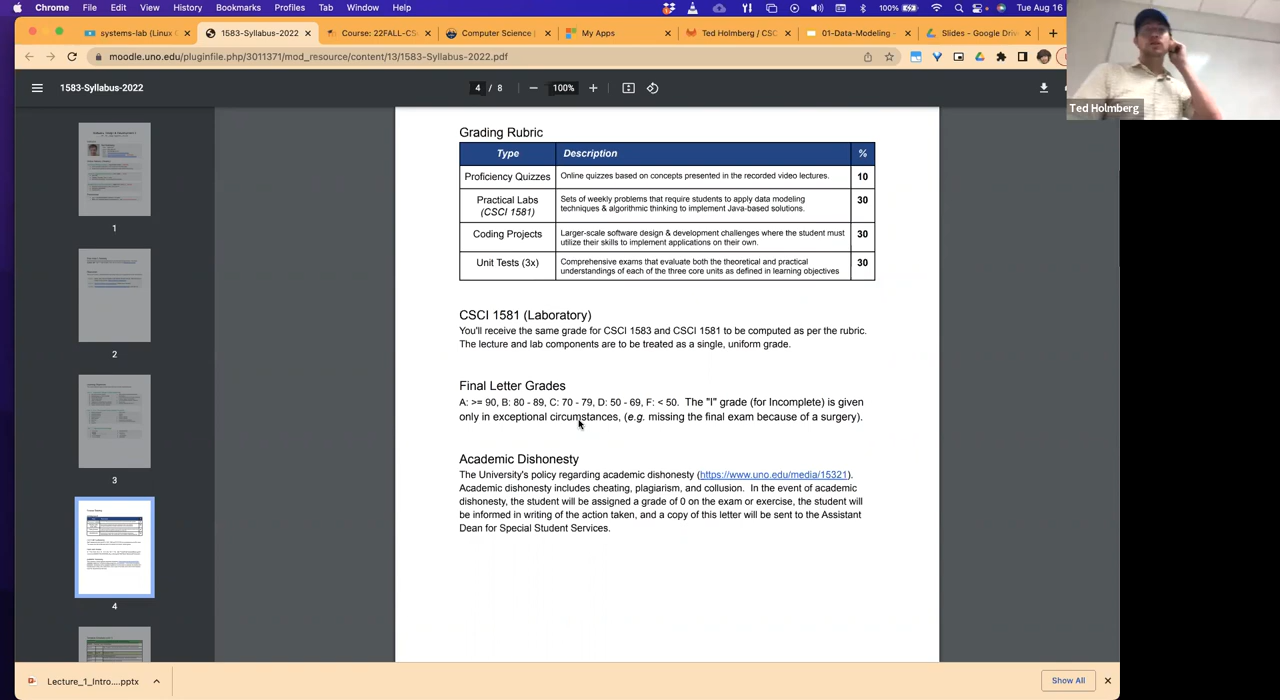 Chrome File Edit View History Bookmarks Profiles Tab Window Help 100% Tue Aug 16
systems-lab (Linux 1583-Syllabus-2022 Course: 22FALL-CS Computer Science | My Apps Ted Holmberg / CSC 01-Data-Modeling - Slides - Google Driv
moodle.uno.edu/pluginfile.php/3011371/mod_resource/content/13/1583-Syllabus-2022.pdf
1583-Syllabus-2022 4 / 8 100%
Ted Holmberg
1
2
3
4
Grading Rubric
Type Description %
Proficiency Quizzes Online quizzes based on concepts presented in the recorded video lectures. 10
Practical Labs Sets of weekly problems that require students to apply data modeling 30
(CSCI 1581) techniques & algorithmic thinking to implement Java-based solutions.
Coding Projects Larger-scale software design & development challenges where the student must 30
utilize their skills to implement applications on their own.
Unit Tests (3x) Comprehensive exams that evaluate both the theoretical and practical 30
understandings of each of the three core units as defined in learning objectives
CSCI 1581 (Laboratory)
You'll receive the same grade for CSCI 1583 and CSCI 1581 to be computed as per the rubric.
The lecture and lab components are to be treated as a single, uniform grade.
Final Letter Grades
A: >= 90, B: 80 - 89, C: 70 - 79, D: 50 - 69, F: < 50. The "I" grade (for Incomplete) is given
only in exceptional circumstances, (e.g. missing the final exam because of a surgery).
Academic Dishonesty
The University's policy regarding academic dishonesty (https://www.uno.edu/media/15321).
Academic dishonesty includes cheating, plagiarism, and collusion. In the event of academic
dishonesty, the student will be assigned a grade of 0 on the exam or exercise, the student will
be informed in writing of the action taken, and a copy of this letter will be sent to the Assistant
Dean for Special Student Services.
Lecture_1_Intro....pptx Show All